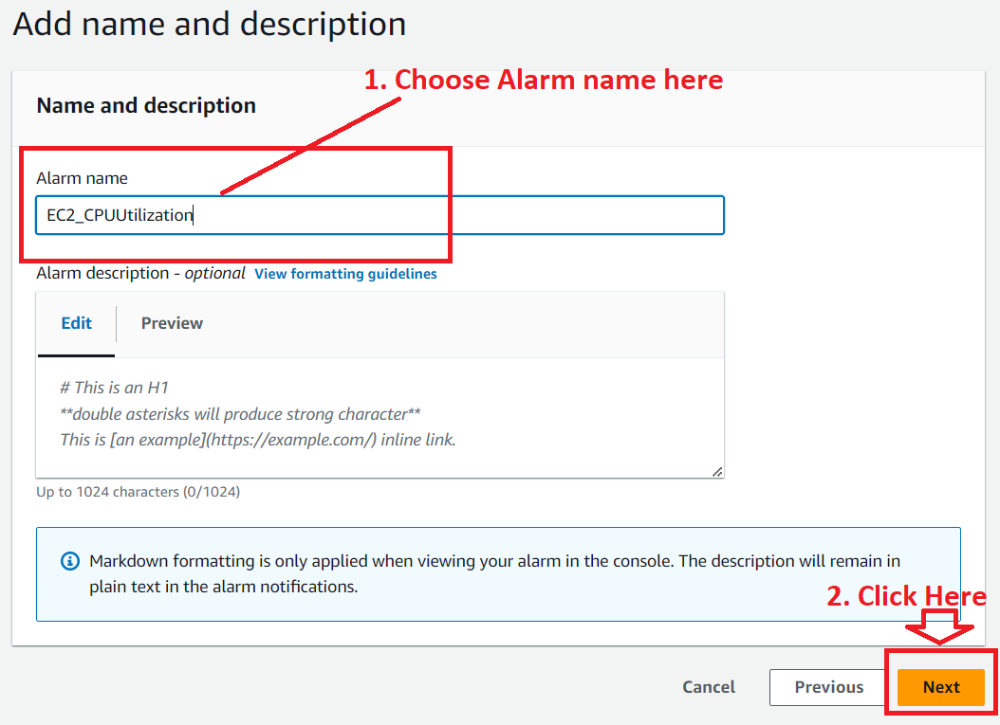 Add name and description
1. Choose Alarm name here
Name and description
Alarm name
EC2_CPUUtilization
Alarm description - optional View formatting guidelines
Edit Preview
# This is an H1
**double asterisks will produce strong character**
This is [an example](https://example.com/) inline link.
Up to 1024 characters (0/1024)
Markdown formatting is only applied when viewing your alarm in the console. The description will remain in
plain text in the alarm notifications.
2. Click Here
Cancel Previous Next